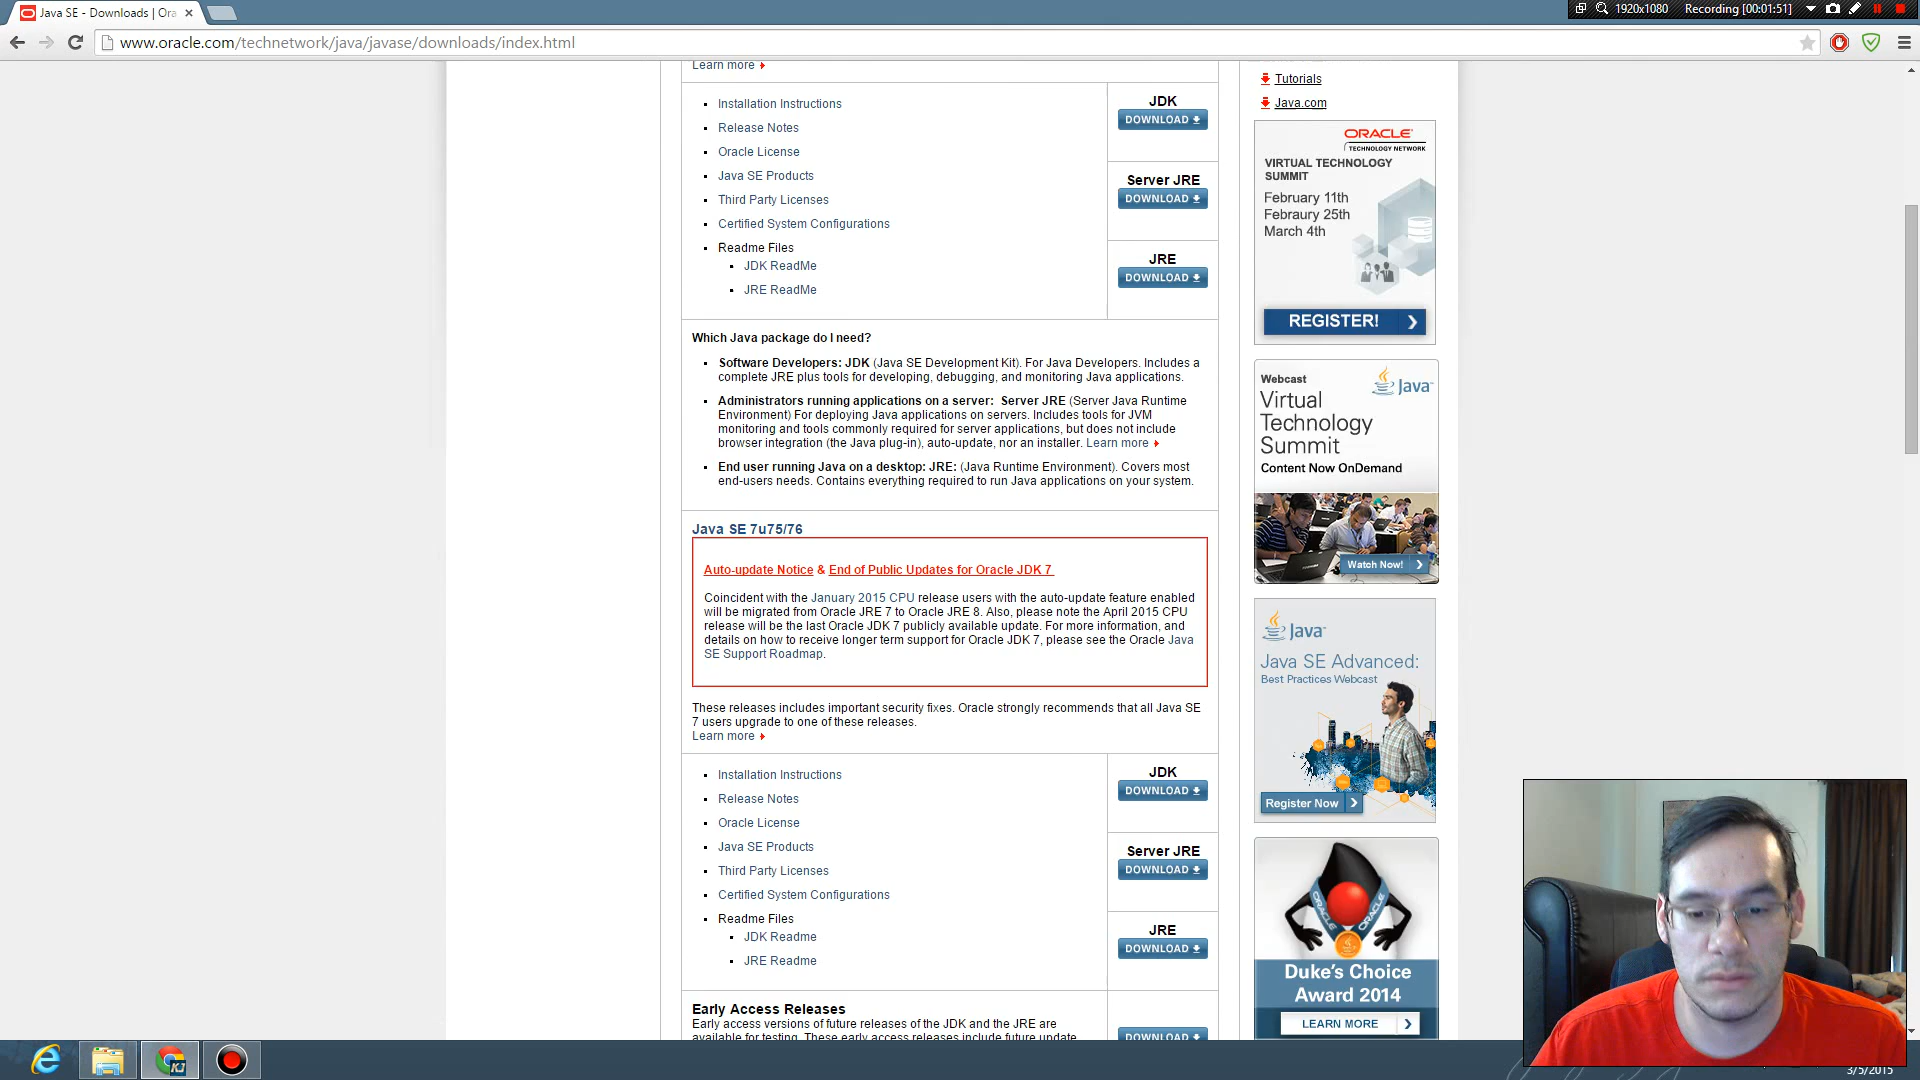 Java SE - Downloads | Ora
1920x1080
Recording [00:01:51]
www.oracle.com/technetwork/java/javase/downloads/index.html
Learn more
Installation Instructions
Release Notes
Oracle License
Java SE Products
Third Party Licenses
Certified System Configurations
Readme Files
JDK ReadMe
JRE ReadMe
JDK
DOWNLOAD
Server JRE
DOWNLOAD
JRE
DOWNLOAD
Which Java package do I need?
Software Developers: JDK (Java SE Development Kit). For Java Developers. Includes a
complete JRE plus tools for developing, debugging, and monitoring Java applications.
Administrators running applications on a server:  Server JRE (Server Java Runtime
Environment) For deploying Java applications on servers. Includes tools for JVM
monitoring and tools commonly required for server applications, but does not include
browser integration (the Java plug-in), auto-update, nor an installer. Learn more
End user running Java on a desktop: JRE: (Java Runtime Environment). Covers most
end-users needs. Contains everything required to run Java applications on your system.
Java SE 7u75/76
Auto-update Notice & End of Public Updates for Oracle JDK 7
Coincident with the January 2015 CPU release users with the auto-update feature enabled
will be migrated from Oracle JRE 7 to Oracle JRE 8. Also, please note the April 2015 CPU
release will be the last Oracle JDK 7 publicly available update. For more information, and
details on how to receive longer term support for Oracle JDK 7, please see the Oracle Java
SE Support Roadmap.
These releases includes important security fixes. Oracle strongly recommends that all Java SE
7 users upgrade to one of these releases.
Learn more
Installation Instructions
Release Notes
Oracle License
Java SE Products
Third Party Licenses
Certified System Configurations
Readme Files
JDK Readme
JRE Readme
JDK
DOWNLOAD
Server JRE
DOWNLOAD
JRE
DOWNLOAD
Early Access Releases
Early access versions of future releases of the JDK and the JRE are
available for testing. These early access releases include future update
DOWNLOAD
Tutorials
Java.com
ORACLE
TECHNOLOGY NETWORK
VIRTUAL TECHNOLOGY
SUMMIT
February 11th
Febraury 25th
March 4th
REGISTER!
Webcast
Java
Virtual
Technology
Summit
Content Now OnDemand
Watch Now!
Java
Java SE Advanced:
Best Practices Webcast
Register Now
ORACLE
ORACLE
Duke's Choice
Award 2014
LEARN MORE
KJ
3/5/2015